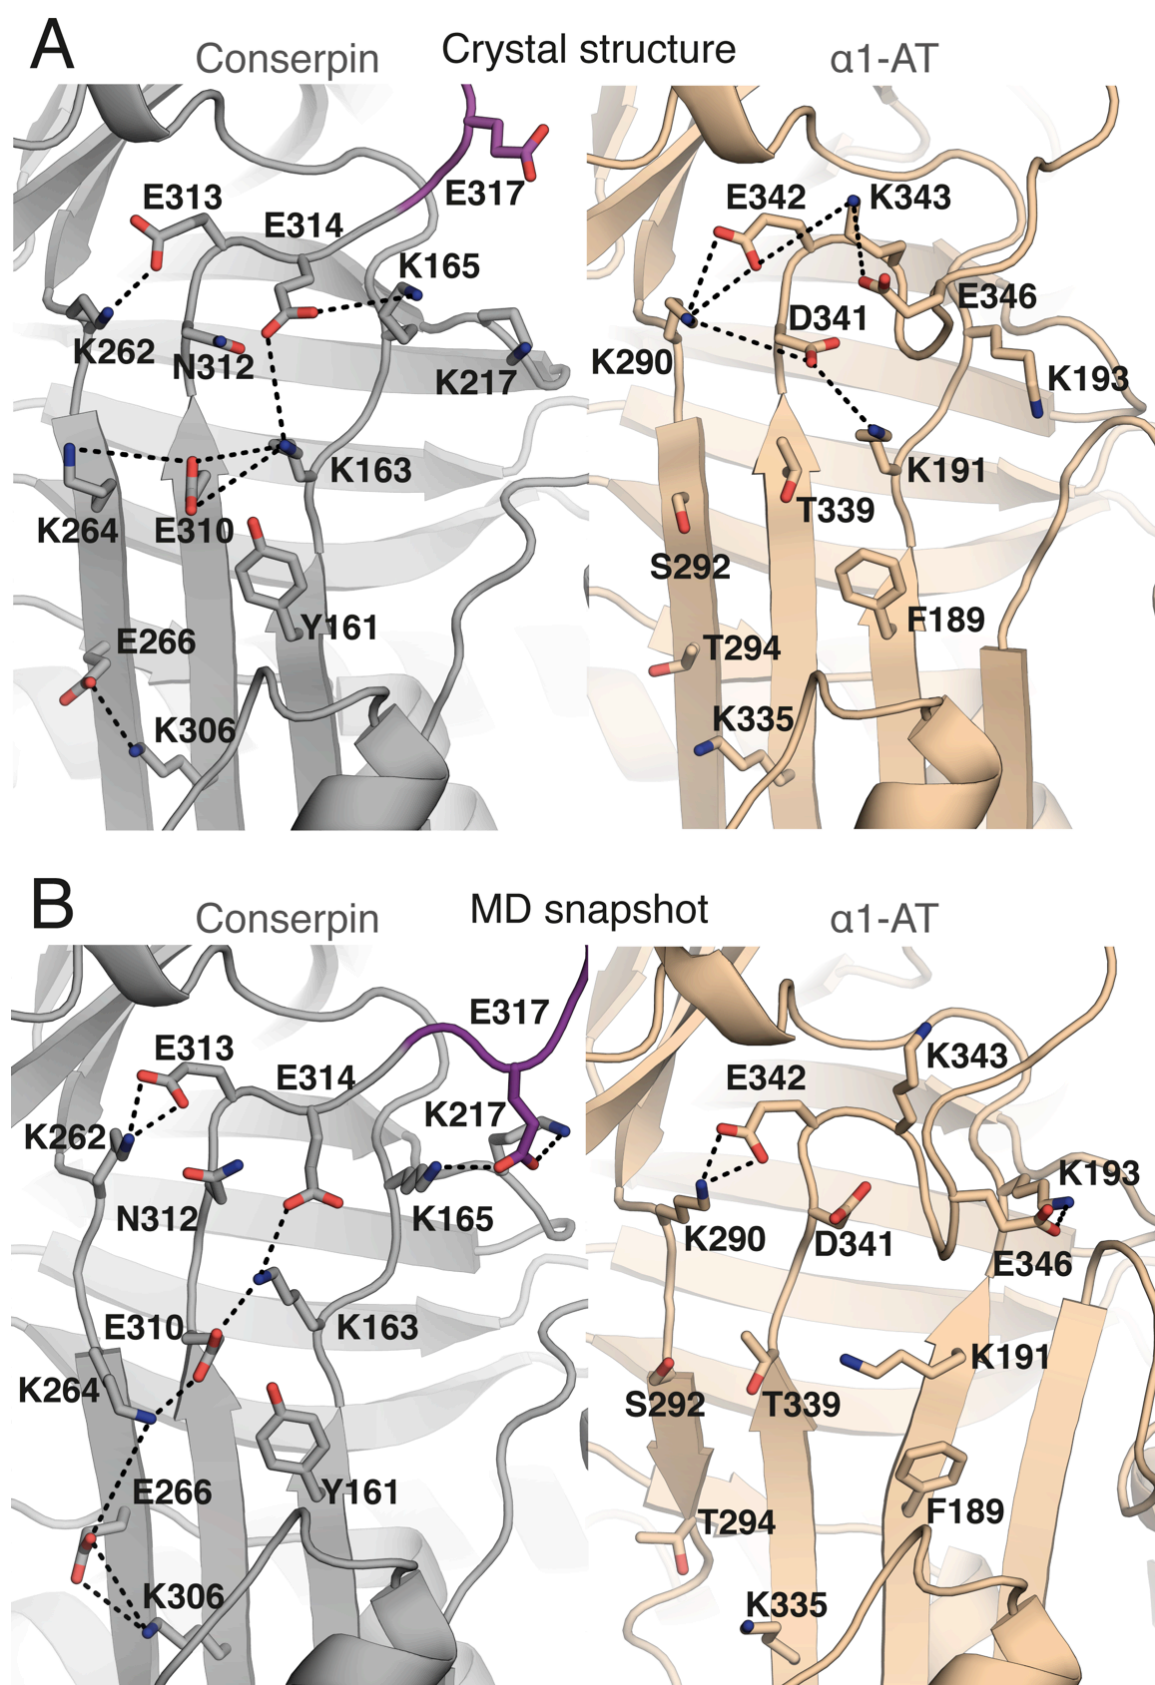 A
Crystal structure
Conserpin
α1-AT
E317
E313
E314
K165
K262
N312
K217
K163
K264
E310
Y161
E266
K306
E342
K343
E346
D341
K290
K193
K191
T339
S292
F189
T294
K335
B
MD snapshot
Conserpin
α1-AT
E317
E313
E314
K217
K262
N312
K165
E310
K163
K264
E266
Y161
K306
K343
E342
K193
K290
D341
E346
K191
S292
T339
F189
T294
K335